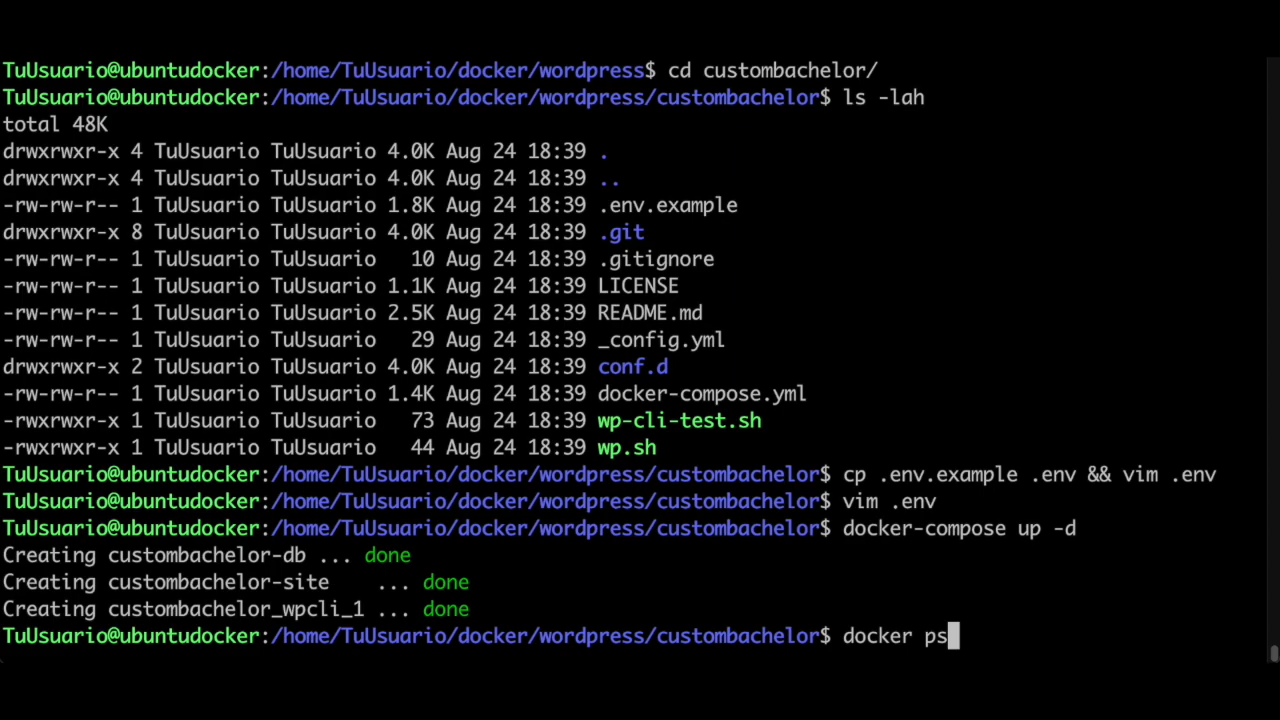 TuUsuario@ubuntudocker:/home/TuUsuario/docker/wordpress$ cd custombachelor/
TuUsuario@ubuntudocker:/home/TuUsuario/docker/wordpress/custombachelor$ ls -lah
total 48K
drwxrwxr-x 4 TuUsuario TuUsuario 4.0K Aug 24 18:39 .
drwxrwxr-x 4 TuUsuario TuUsuario 4.0K Aug 24 18:39 ..
-rw-rw-r-- 1 TuUsuario TuUsuario 1.8K Aug 24 18:39 .env.example
drwxrwxr-x 8 TuUsuario TuUsuario 4.0K Aug 24 18:39 .git
-rw-rw-r-- 1 TuUsuario TuUsuario   10 Aug 24 18:39 .gitignore
-rw-rw-r-- 1 TuUsuario TuUsuario 1.1K Aug 24 18:39 LICENSE
-rw-rw-r-- 1 TuUsuario TuUsuario 2.5K Aug 24 18:39 README.md
-rw-rw-r-- 1 TuUsuario TuUsuario   29 Aug 24 18:39 _config.yml
drwxrwxr-x 2 TuUsuario TuUsuario 4.0K Aug 24 18:39 conf.d
-rw-rw-r-- 1 TuUsuario TuUsuario 1.4K Aug 24 18:39 docker-compose.yml
-rwxrwxr-x 1 TuUsuario TuUsuario   73 Aug 24 18:39 wp-cli-test.sh
-rwxrwxr-x 1 TuUsuario TuUsuario   44 Aug 24 18:39 wp.sh
TuUsuario@ubuntudocker:/home/TuUsuario/docker/wordpress/custombachelor$ cp .env.example .env && vim .env
TuUsuario@ubuntudocker:/home/TuUsuario/docker/wordpress/custombachelor$ vim .env
TuUsuario@ubuntudocker:/home/TuUsuario/docker/wordpress/custombachelor$ docker-compose up -d
Creating custombachelor-db ... done
Creating custombachelor-site    ... done
Creating custombachelor_wpcli_1 ... done
TuUsuario@ubuntudocker:/home/TuUsuario/docker/wordpress/custombachelor$ docker ps